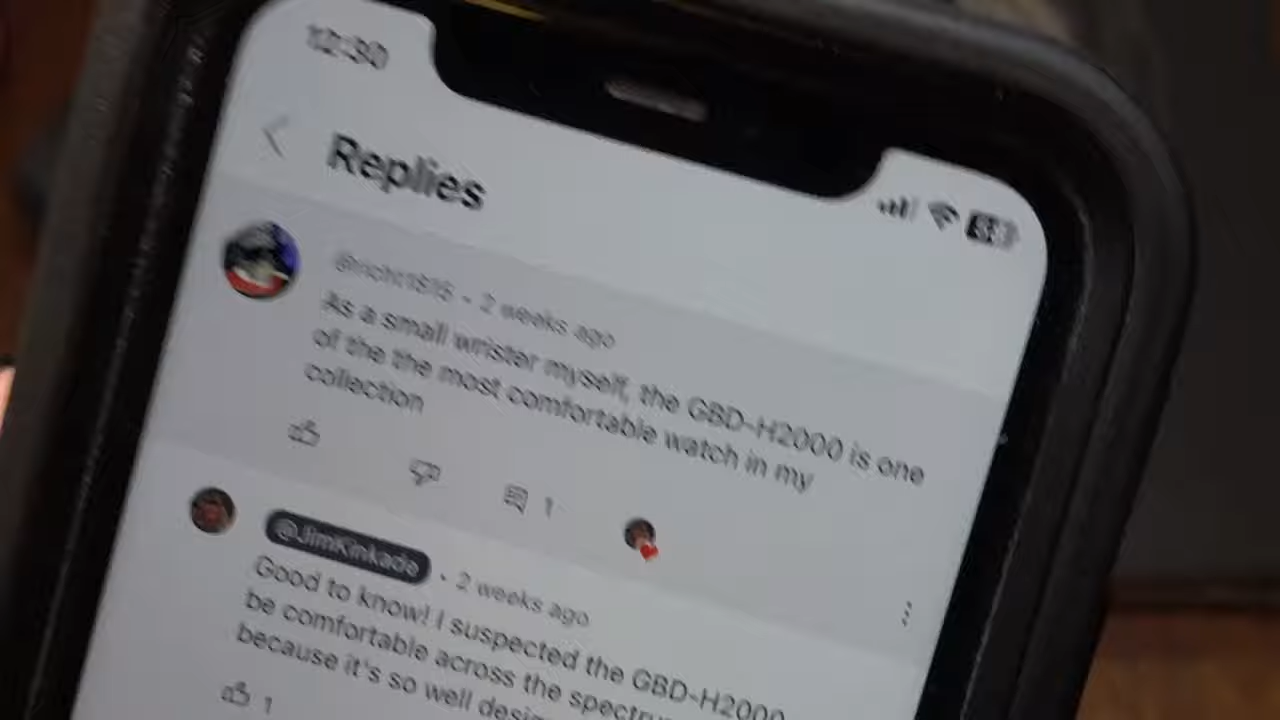 12:30
Replies
2 weeks ago
As a small wrister myself, the GBD-H2000 is one
of the the most comfortable watch in my
collection
1
@JimKinkade · 2 weeks ago
Good to know! I suspected the GBD-H2000
be comfortable across the
because it's so well
1